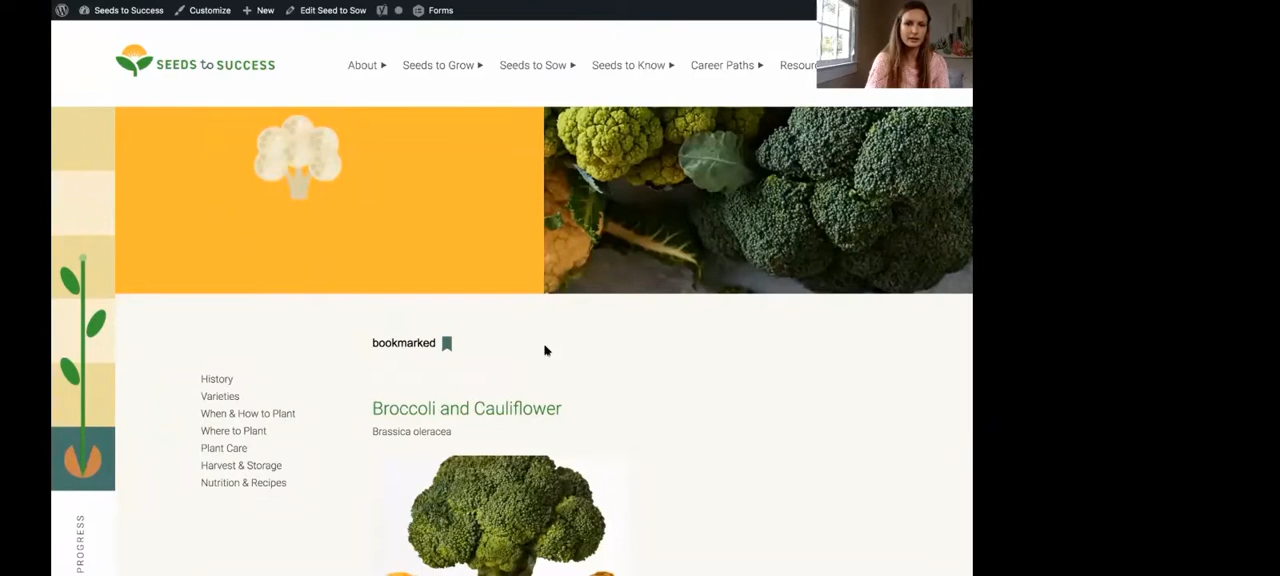 Seeds to Success Customize New Edit Seed to Sow Forms
SEEDS to SUCCESS
About Seeds to Grow Seeds to Sow Seeds to Know Career Paths
bookmarked
History
Varieties
When & How to Plant
Where to Plant
Plant Care
Harvest & Storage
Nutrition & Recipes
Broccoli and Cauliflower
Brassica oleracea
PROGRESS